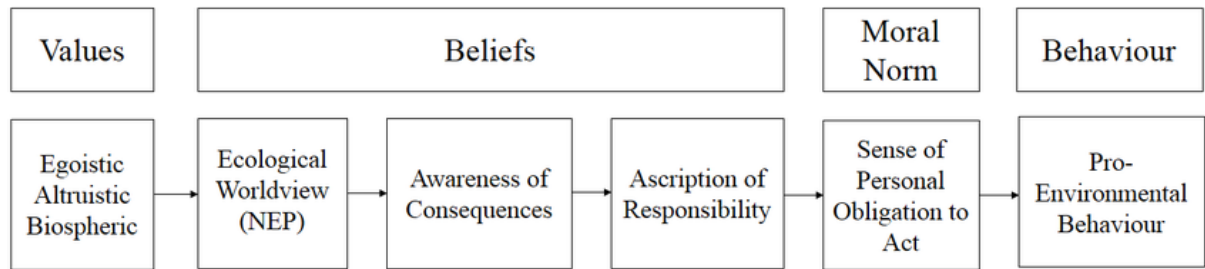 Values
Beliefs
Moral
Norm
Behaviour
Egoistic
Altruistic
Biospheric
Ecological
Worldview
(NEP)
Awareness of
Consequences
Ascription of
Responsibility
Sense of
Personal
Obligation to
Act
Pro-
Environmental
Behaviour